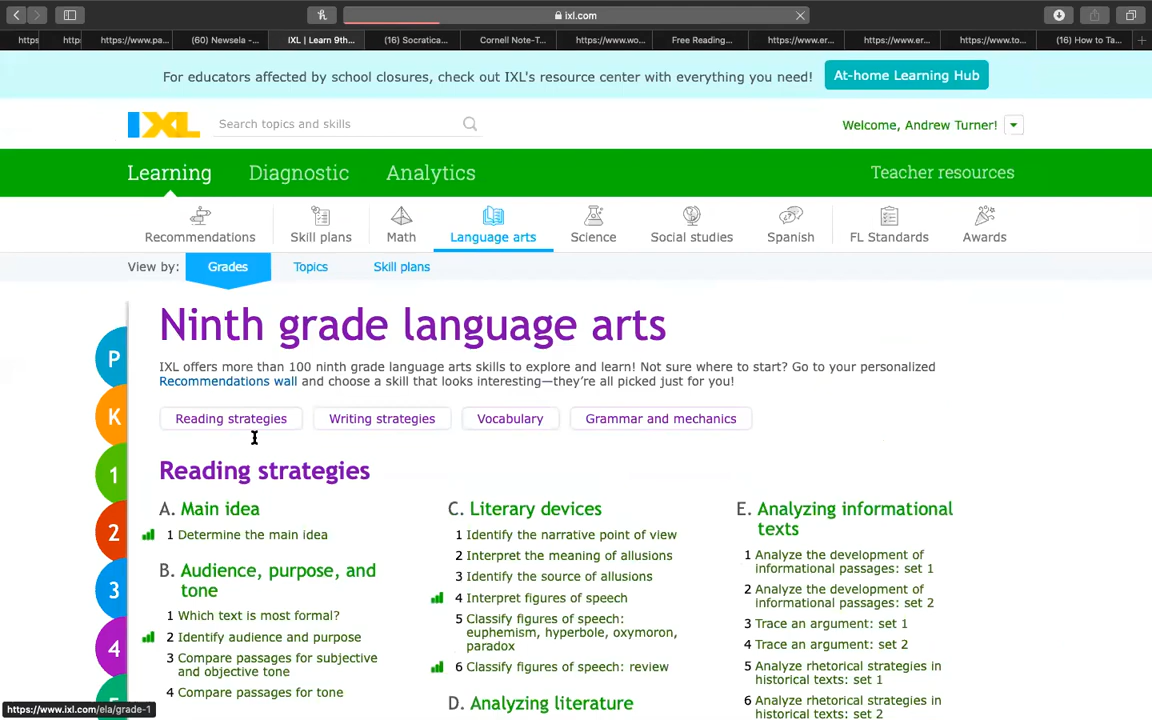 ixl.com
https
http
https://www.pa...
(60) Newsela -...
IXL | Learn 9th...
(16) Socratica...
Cornell Note-T...
https://www.wo...
Free Reading...
https://www.er...
https://www.er...
https://www.to...
(16) How to Ta...
For educators affected by school closures, check out IXL's resource center with everything you need!
At-home Learning Hub
IXL
Search topics and skills
Welcome, Andrew Turner!
Learning
Diagnostic
Analytics
Teacher resources
Recommendations
Skill plans
Math
Language arts
Science
Social studies
Spanish
FL Standards
Awards
View by:
Grades
Topics
Skill plans
P
K
1
2
3
4
5
Ninth grade language arts
IXL offers more than 100 ninth grade language arts skills to explore and learn! Not sure where to start? Go to your personalized
Recommendations wall and choose a skill that looks interesting—they're all picked just for you!
Reading strategies
Writing strategies
Vocabulary
Grammar and mechanics
Reading strategies
A. Main idea
1 Determine the main idea
B. Audience, purpose, and
tone
1 Which text is most formal?
2 Identify audience and purpose
3 Compare passages for subjective
and objective tone
4 Compare passages for tone
C. Literary devices
1 Identify the narrative point of view
2 Interpret the meaning of allusions
3 Identify the source of allusions
4 Interpret figures of speech
5 Classify figures of speech:
euphemism, hyperbole, oxymoron,
paradox
6 Classify figures of speech: review
D. Analyzing literature
E. Analyzing informational
texts
1 Analyze the development of
informational passages: set 1
2 Analyze the development of
informational passages: set 2
3 Trace an argument: set 1
4 Trace an argument: set 2
5 Analyze rhetorical strategies in
historical texts: set 1
6 Analyze rhetorical strategies in
historical texts: set 2
https://www.ixl.com/ela/grade-1